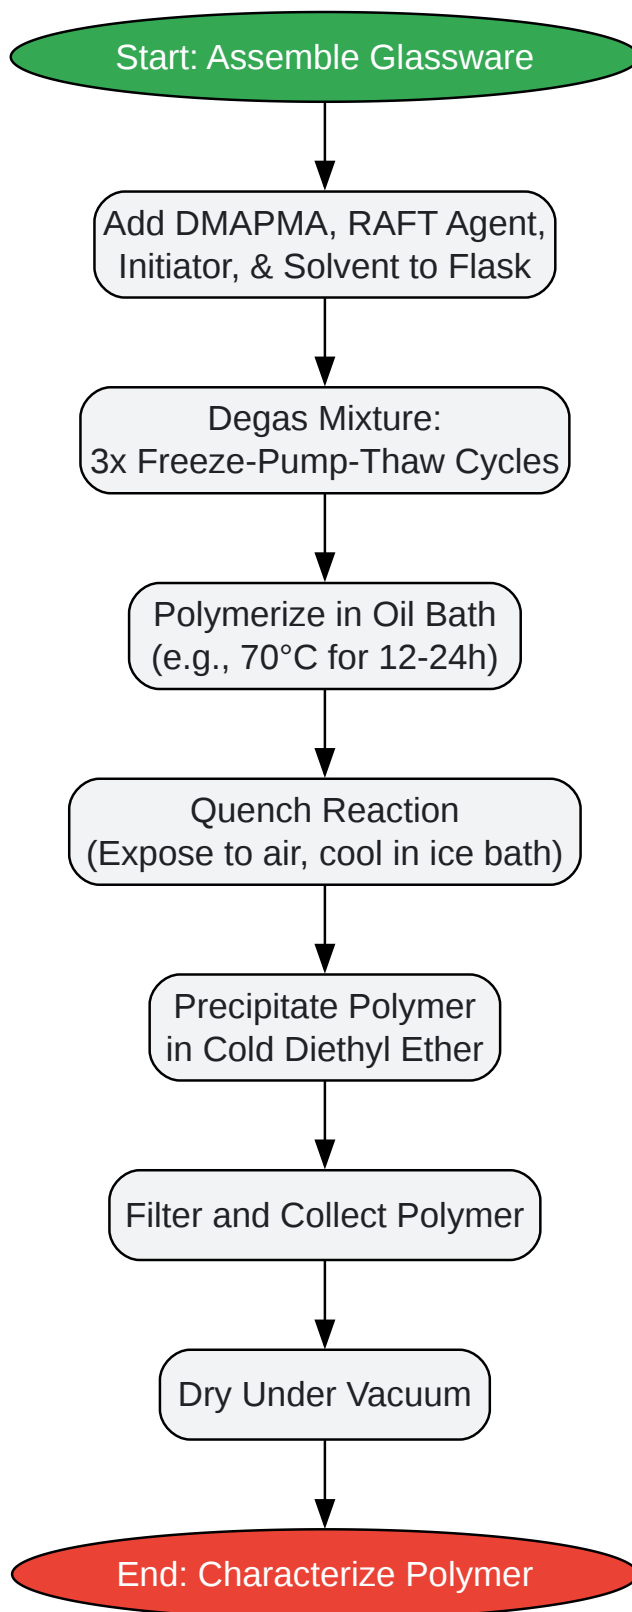 Start: Assemble Glassware
Add DMAPMA, RAFT Agent,
Initiator, & Solvent to Flask
Degas Mixture:
3x Freeze-Pump-Thaw Cycles
Polymerize in Oil Bath
(e.g., 70°C for 12-24h)
Quench Reaction
(Expose to air, cool in ice bath)
Precipitate Polymer
in Cold Diethyl Ether
Filter and Collect Polymer
Dry Under Vacuum
End: Characterize Polymer